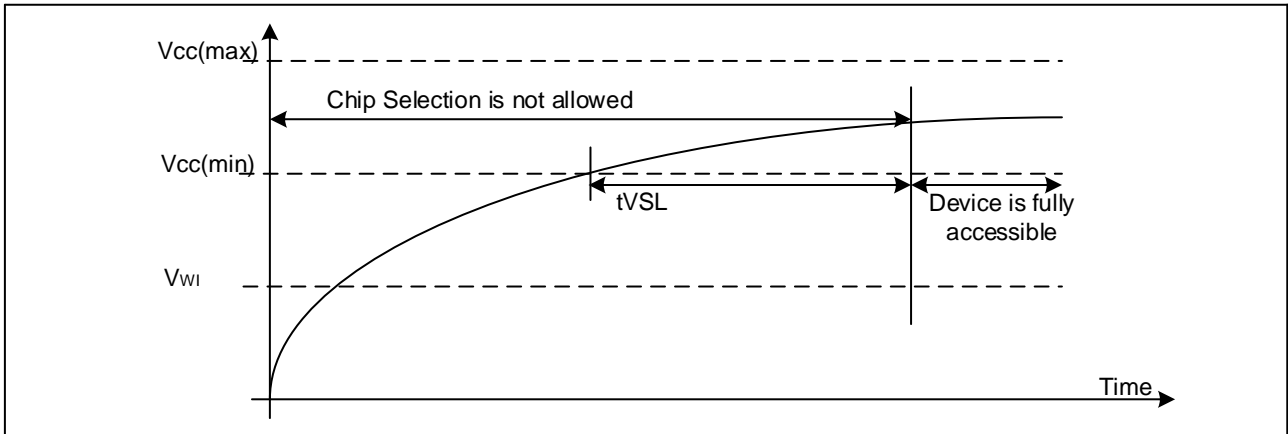 Vcc(max)
Chip Selection is not allowed
Vcc(min)
tVSL
Device is fully
accessible
VWI
Time